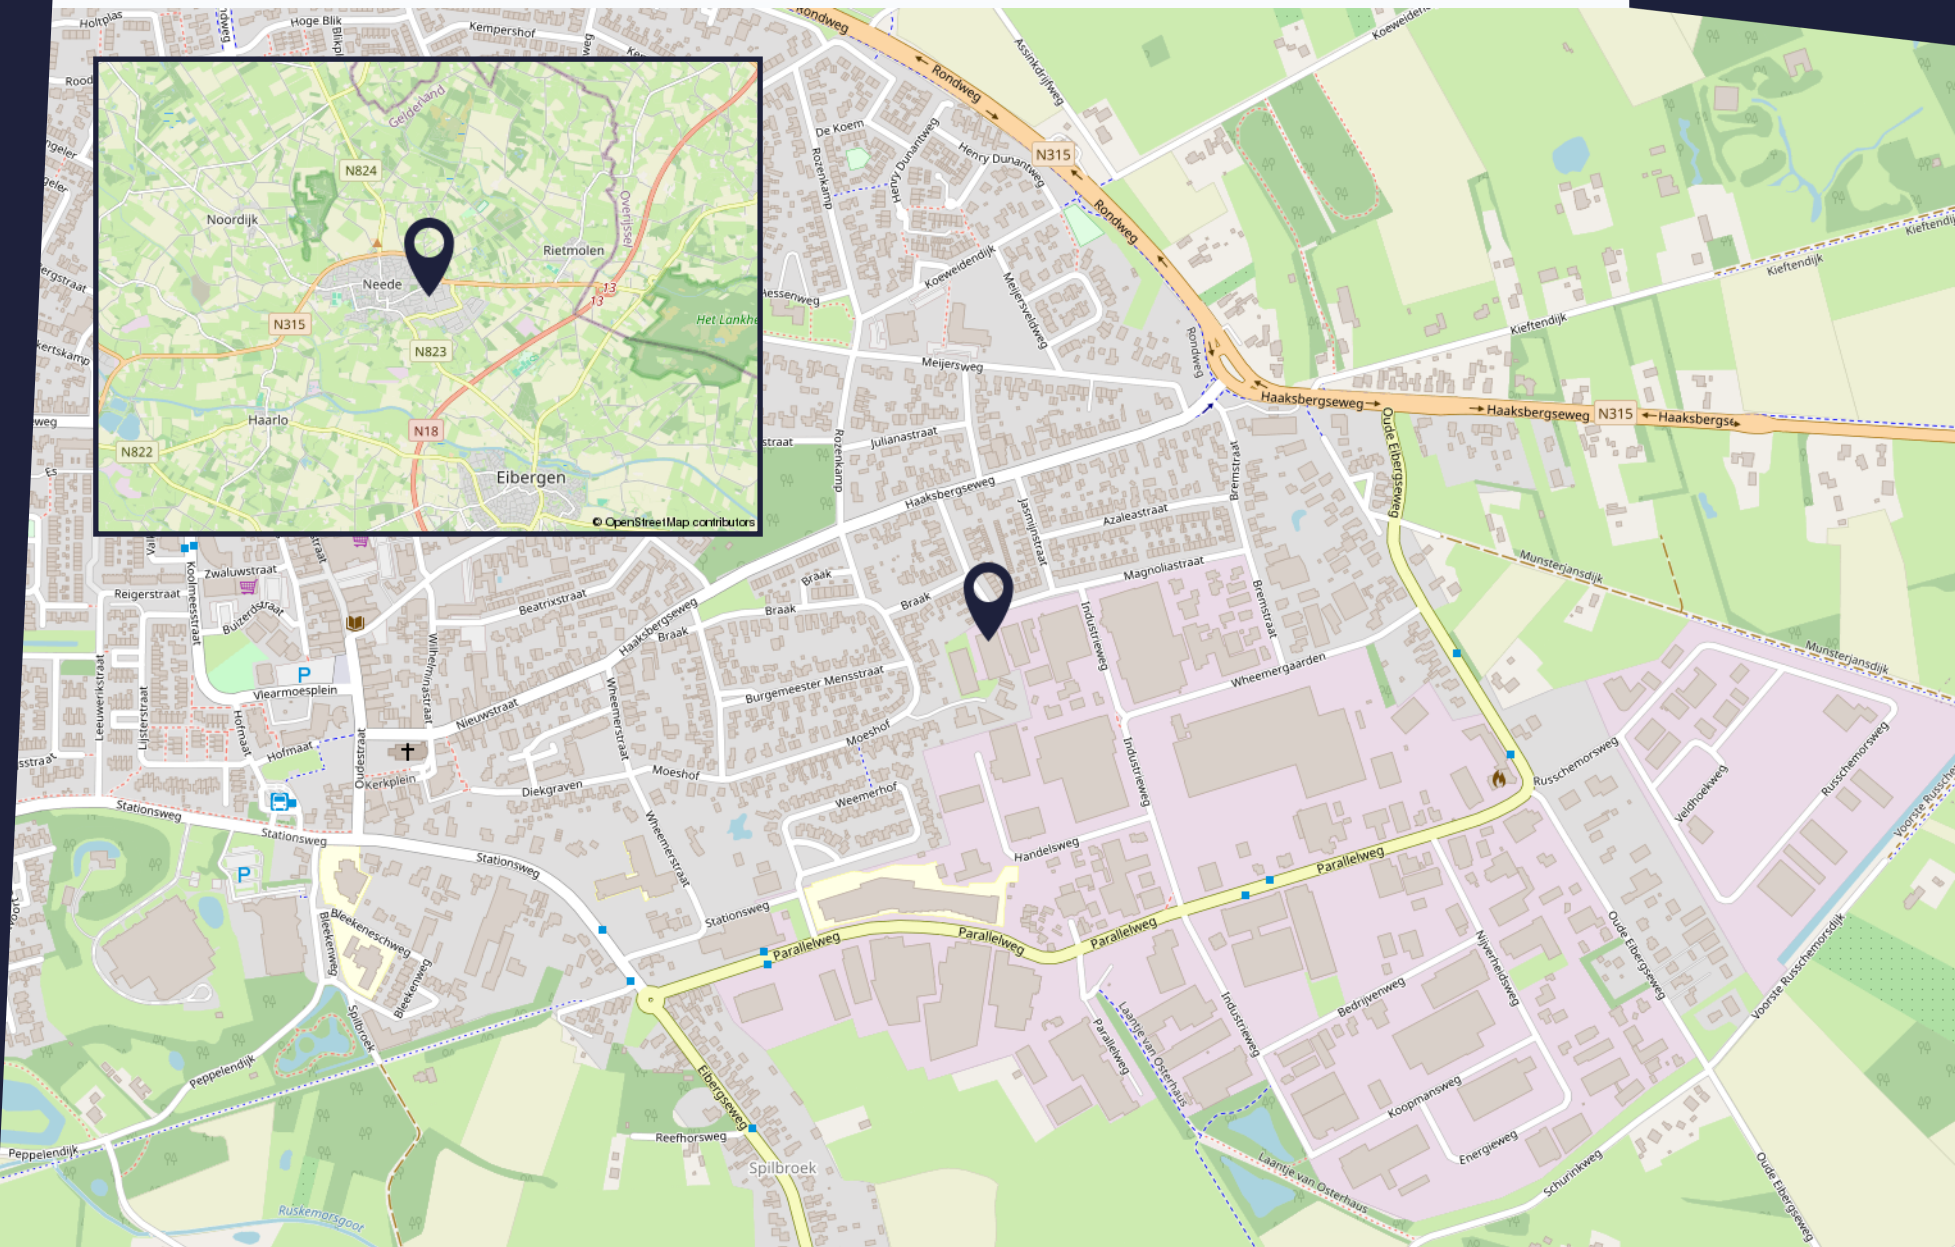 Holtplas
Hoge Blik
Blikpl
Kempershof
Rondweg
Assinkdrijfweg
Rondweg
N315
De Koem
Rozenkamp
Henry Dunantweg
Henry Dunantweg
Rondweg
Koeweidendijk
Meijersveldweg
Aessenweg
Meijersweg
Rondweg
Kieftendijk
Kieftendijk
Haaksbergseweg
Haaksbergseweg
N315
Haaksbergse
Oude Eibergseweg
Gelderland
N824
Noordijk
Overijssel
Rietmolen
Neede
13
13
N315
Het Lankhe
N823
Haarlo
N18
N822
Eibergen
© OpenStreetMap contributors
straat
Rozenkamp
Julianastraat
Haaksbergseweg
Jasmijnstraat
Azaleastraat
Bremstraat
Magnoliastraat
Bremstraat
Munsterjansdijk
Munsterjansdijk
Zwaluwstraat
Reigerstraat
Koolmeesstraat
Buizerdstraat
Beatrixstraat
Haaksbergseweg
Braak
Braak
Braak
Braak
Industrieweg
Wheemergaarden
Leeuwerikstraat
Lijsterstraat
P
Viearmoesplein
Wilhelminastraat
Nieuwstraat
Wheemerstraat
Burgemeester Mensstraat
Moeshof
Moeshof
Hofmaat
Hofmaat
Oudestraat
Kerkplein
Diekgraven
Weemerhof
Industrieweg
Handelsweg
Russchemorsweg
Veldhoekweg
Russchemorsweg
Voorste Russchem
Stationsweg
Stationsweg
Stationsweg
Wheemerstraat
Stationsweg
P
Parallelweg
Parallelweg
Parallelweg
Parallelweg
Bleekeneschweg
Bleekenweg
Bleekenweg
Spilbroek
Peppelendijk
Peppelendijk
Eibergseweg
Reefhorsweg
Spilbroek
Ruskemorsgoot
Parallelweg
Laantje van Osterhaus
Laantje van Osterhaus
Industrieweg
Bedrijvenweg
Nijverheidsweg
Koopmansweg
Energieweg
Schurinkweg
Oude Eibergseweg
Voorste Russchemorsdijk
Oude Eibergseweg